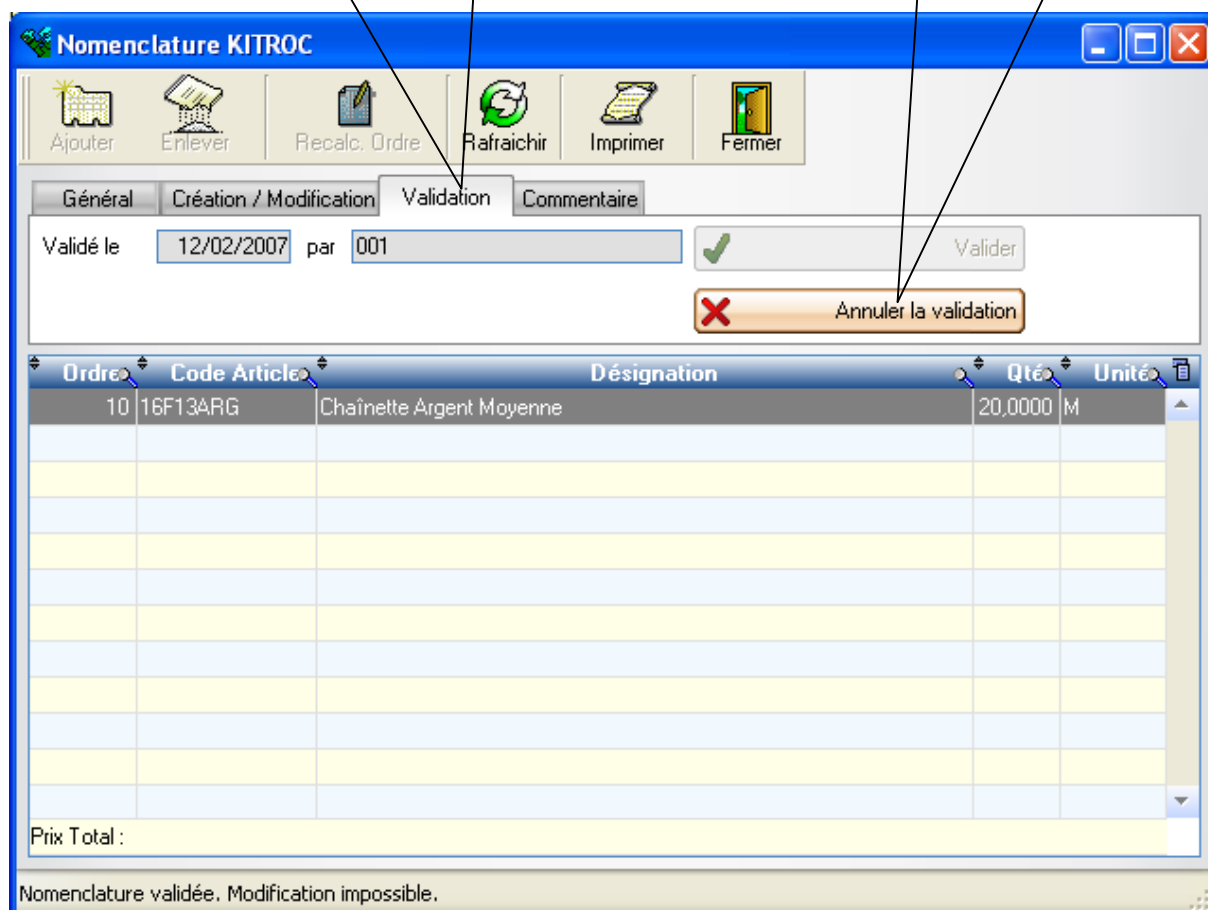 Nomenclature KITROC
Ajouter Enlever Recalc. Ordre Rafraichir Imprimer Fermer
Général Création / Modification Validation Commentaire
Validé le 12/02/2007 par 001 Valider
Annuler la validation
Ordre Code Article Désignation Qté Unité
10 16F13ARG Chaînette Argent Moyenne 20,0000 M
Prix Total :
Nomenclature validée. Modification impossible.